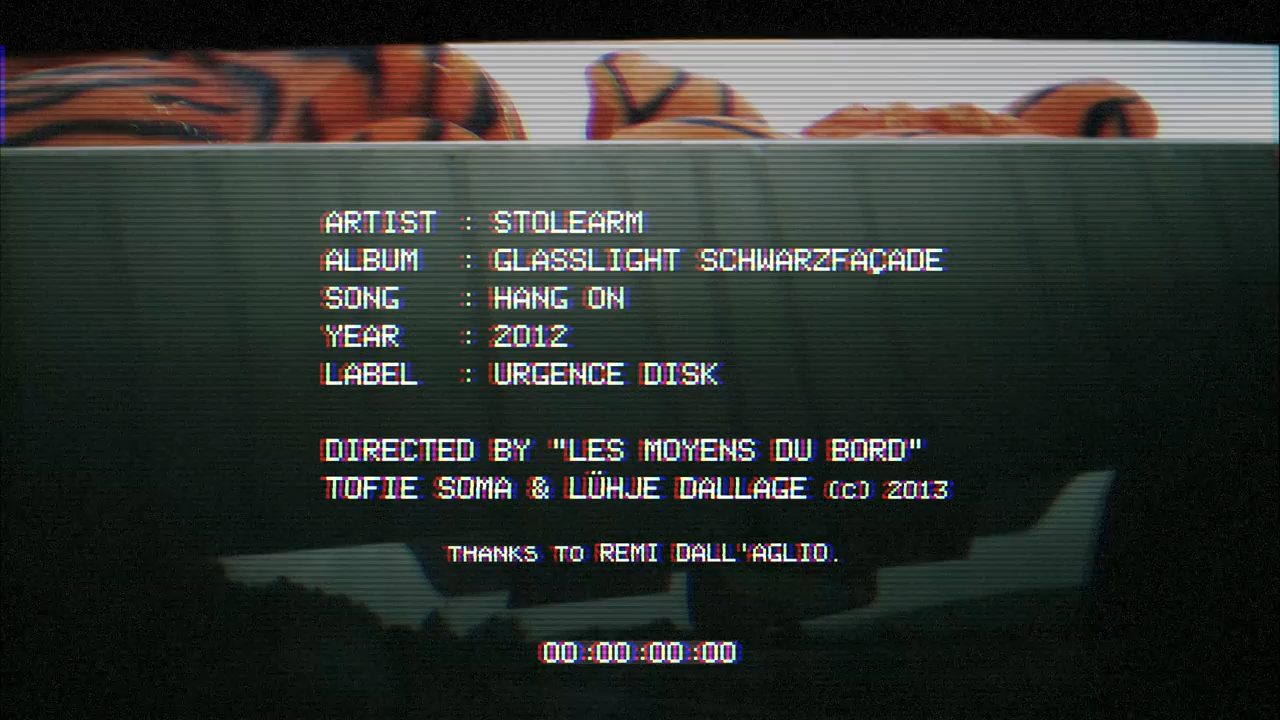 ARTIST : STOLEARM
ALBUM : GLASSLIGHT SCHWARZFAÇADE
SONG : HANG ON
YEAR : 2012
LABEL : URGENCE DISK
DIRECTED BY "LES MOYENS DU BORD"
TOFIE SOMA & LÜHJE DALLAGE (c) 2013
THANKS TO REMI DALL'AGLIO.
00:00:00:00